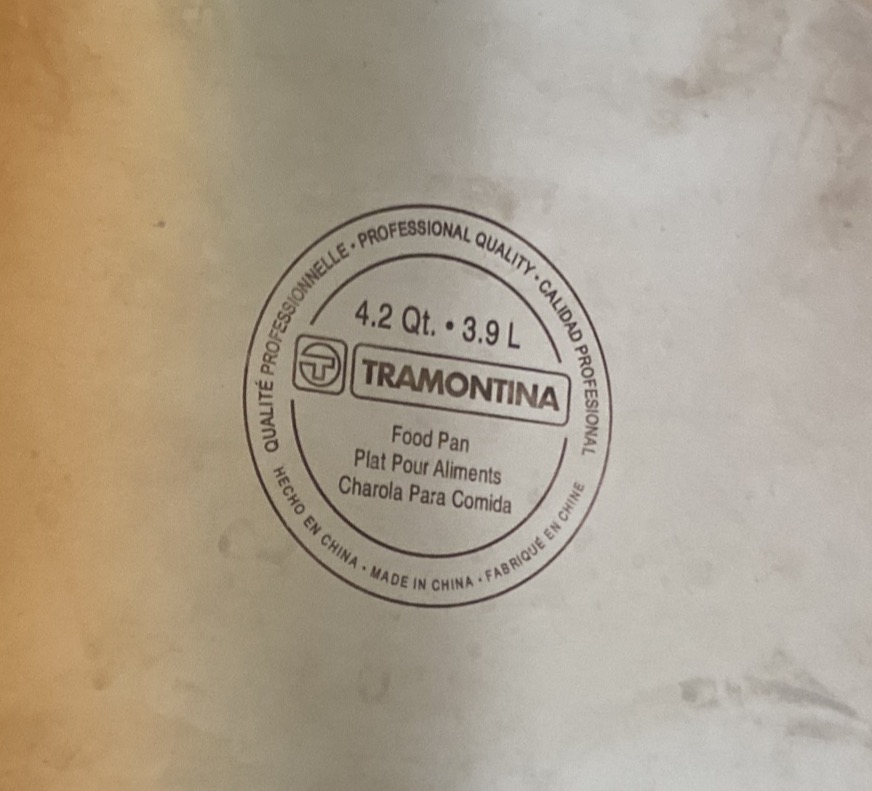 QUALITÉ PROFESSIONNELLE • PROFESSIONAL QUALITY • CALIDAD PROFESIONAL
4.2 Qt. • 3.9 L
TRAMONTINA
Food Pan
Plat Pour Aliments
Charola Para Comida
HECHO EN CHINA • MADE IN CHINA • FABRIQUÉ EN CHINE